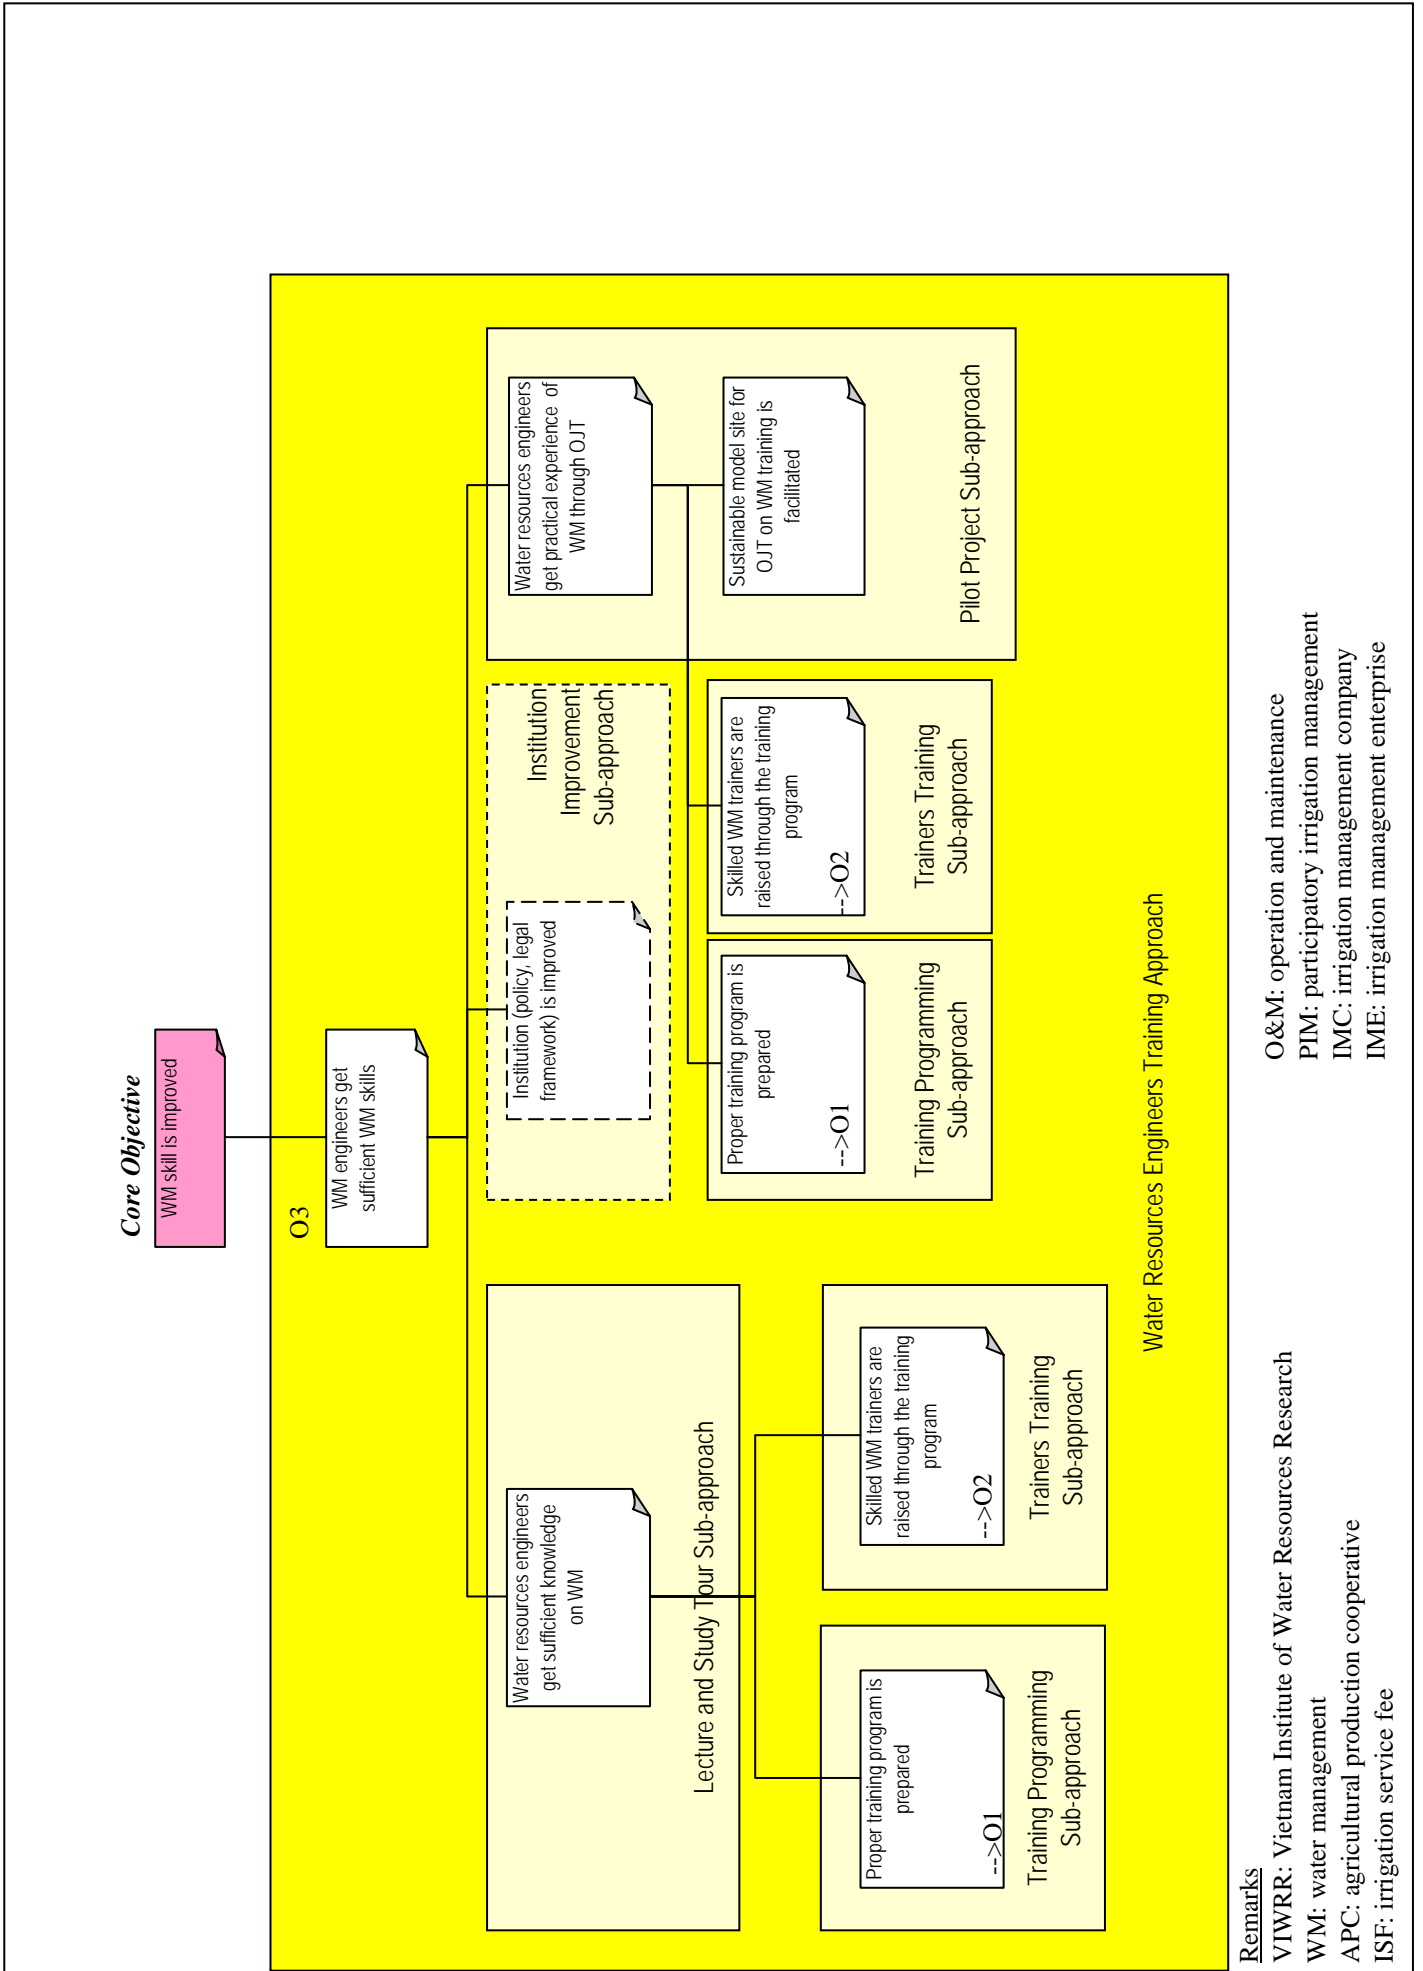 Core Objective
WM skill is improved
O3
WM engineers get
sufficient WM skills
Water resources engineers
get sufficient knowledge
on WM
Lecture and Study Tour Sub-approach
Institution (policy, legal
framework) is improved
Institution
Improvement
Sub-approach
Water resources engineers
get practical experience of
WM through OJT
Sustainable model site for
OJT on WM training is
facilitated
Pilot Project Sub-approach
Proper training program is
prepared
-->O1
Training Programming
Sub-approach
Skilled WM trainers are
raised through the training
program
-->O2
Trainers Training
Sub-approach
Proper training program is
prepared
-->O1
Training Programming
Sub-approach
Skilled WM trainers are
raised through the training
program
-->O2
Trainers Training
Sub-approach
Water Resources Engineers Training Approach
Remarks
VIWRR: Vietnam Institute of Water Resources Research
WM: water management
APC: agricultural production cooperative
ISF: irrigation service fee
O&M: operation and maintenance
PIM: participatory irrigation management
IMC: irrigation management company
IME: irrigation management enterprise